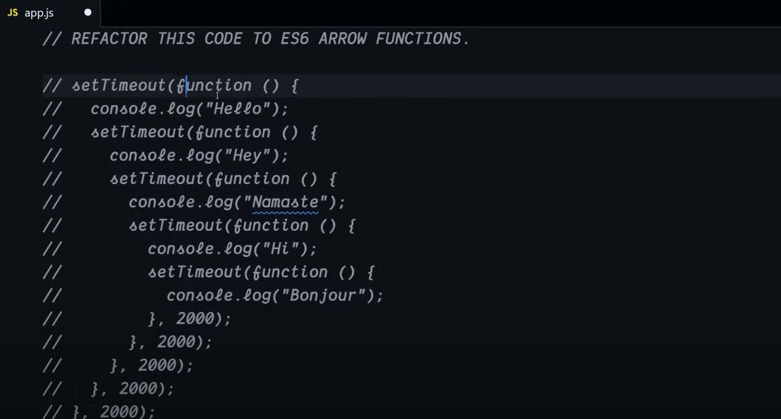 JS app.js
// REFACTOR THIS CODE TO ES6 ARROW FUNCTIONS.
// setTimeout(function () {
//   console.log("Hello");
//   setTimeout(function () {
//     console.log("Hey");
//     setTimeout(function () {
//       console.log("Namaste");
//       setTimeout(function () {
//         console.log("Hi");
//         setTimeout(function () {
//           console.log("Bonjour");
//         }, 2000);
//       }, 2000);
//     }, 2000);
//   }, 2000);
// }, 2000);